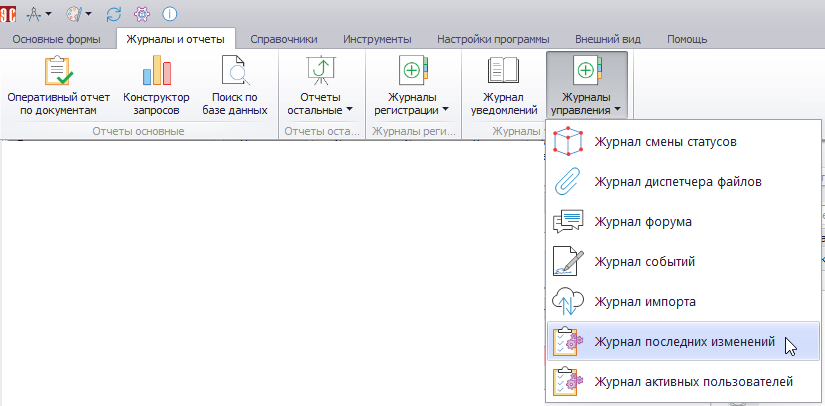 Основные формы Журналы и отчеты Справочники Инструменты Настройки программы Внешний вид Помощь
Оперативный отчет по документам
Конструктор запросов
Поиск по базе данных
Отчеты остальные
Журналы регистрации
Журнал уведомлений
Журналы управления
Отчеты основные Отчеты оста... Журналы реги... Журналы
Журнал смены статусов
Журнал диспетчера файлов
Журнал форума
Журнал событий
Журнал импорта
Журнал последних изменений
Журнал активных пользователей